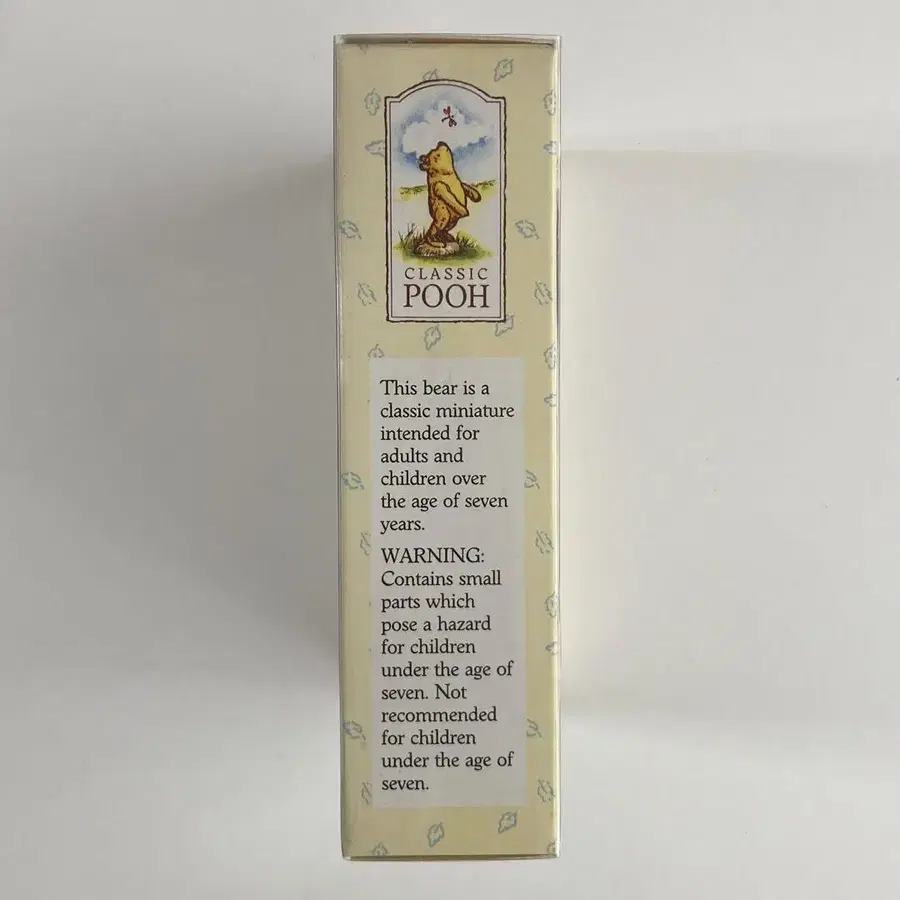 CLASSIC
POOH
This bear is a
classic miniature
intended for
adults and
children over
the age of seven
years.
WARNING:
Contains small
parts which
pose a hazard
for children
under the age of
seven. Not
recommended
for children
under the age of
seven.